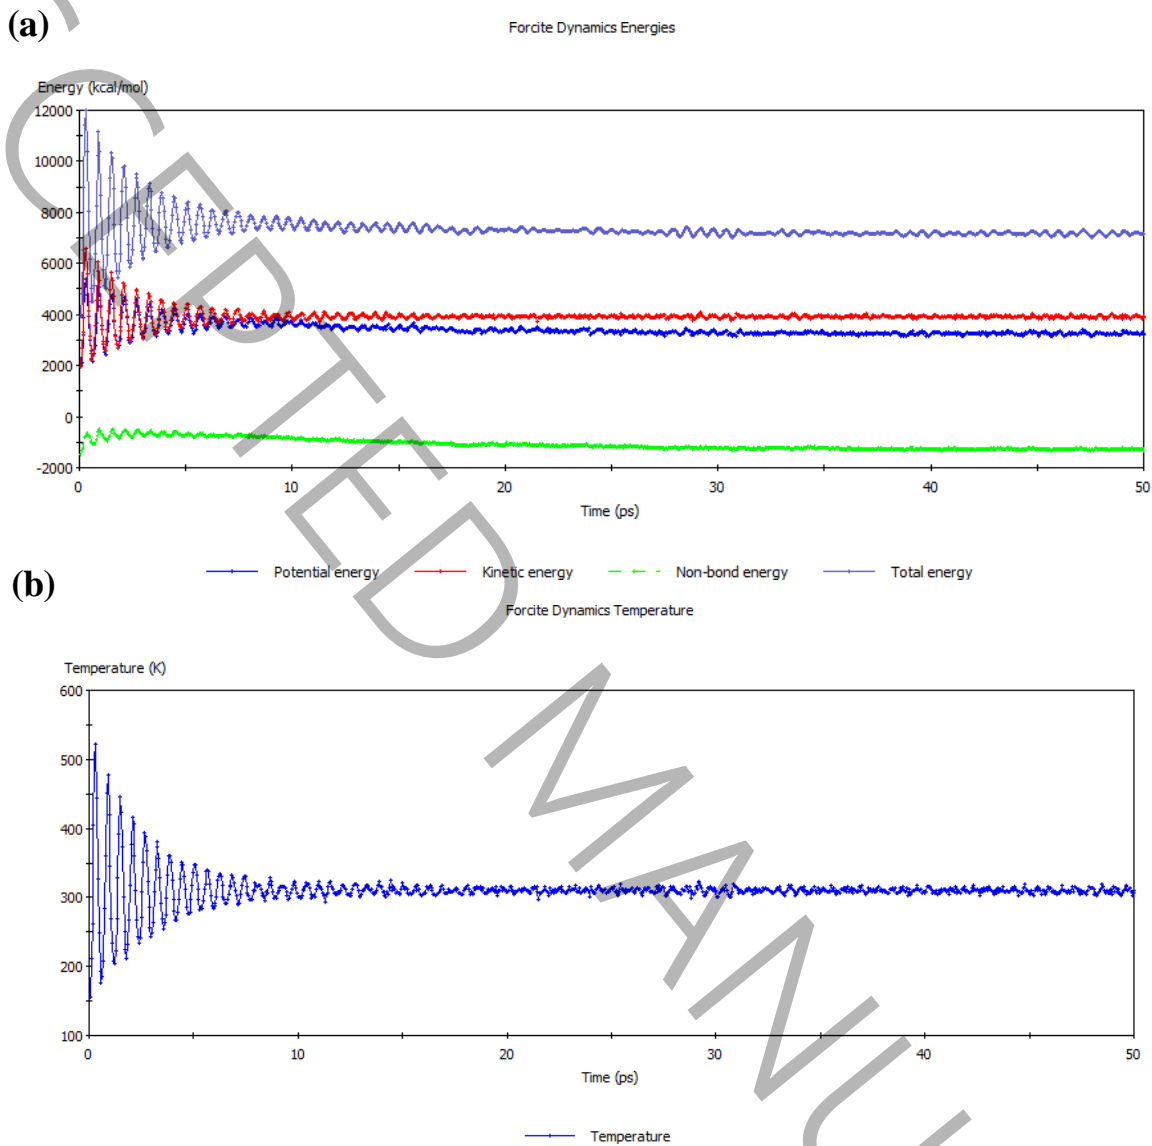 (a)
Forcite Dynamics Energies
Energy (kcal/mol)
12000
10000
8000
6000
4000
2000
0
-2000
0 10 20 30 40 50
Time (ps)
Potential energy Kinetic energy Non-bond energy Total energy
(b)
Forcite Dynamics Temperature
Temperature (K)
600
500
400
300
200
100
0 10 20 30 40 50
Time (ps)
Temperature
CEPTED MANU